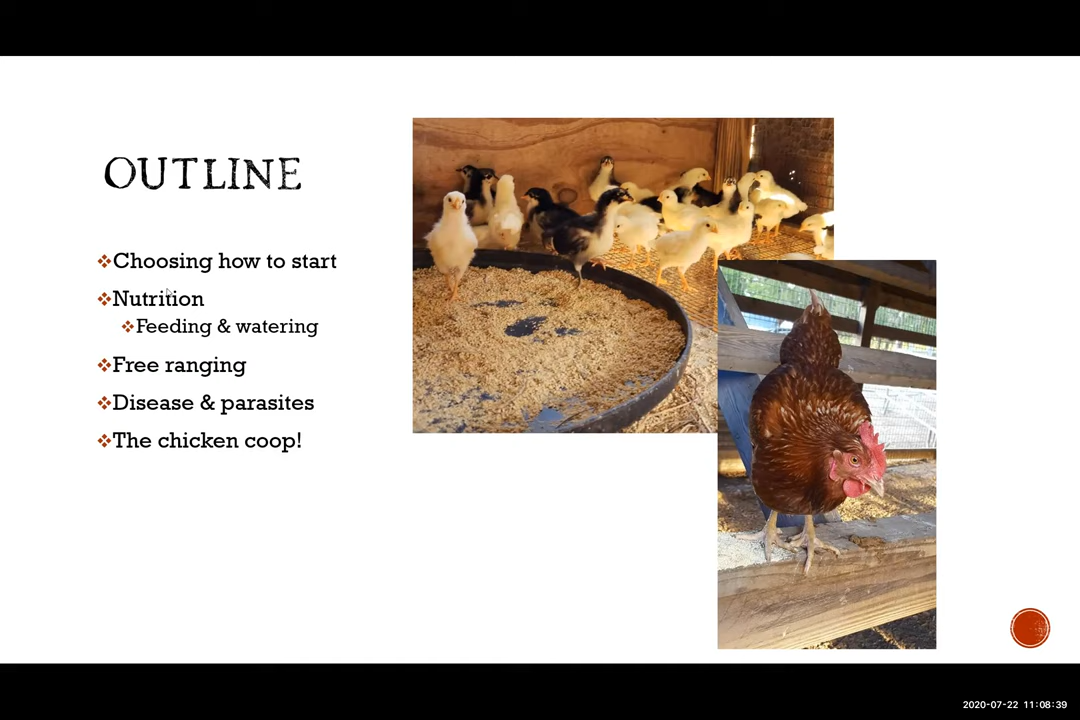 OUTLINE
❖Choosing how to start
❖Nutrition
❖Feeding & watering
❖Free ranging
❖Disease & parasites
❖The chicken coop!
2020-07-22 11:08:39